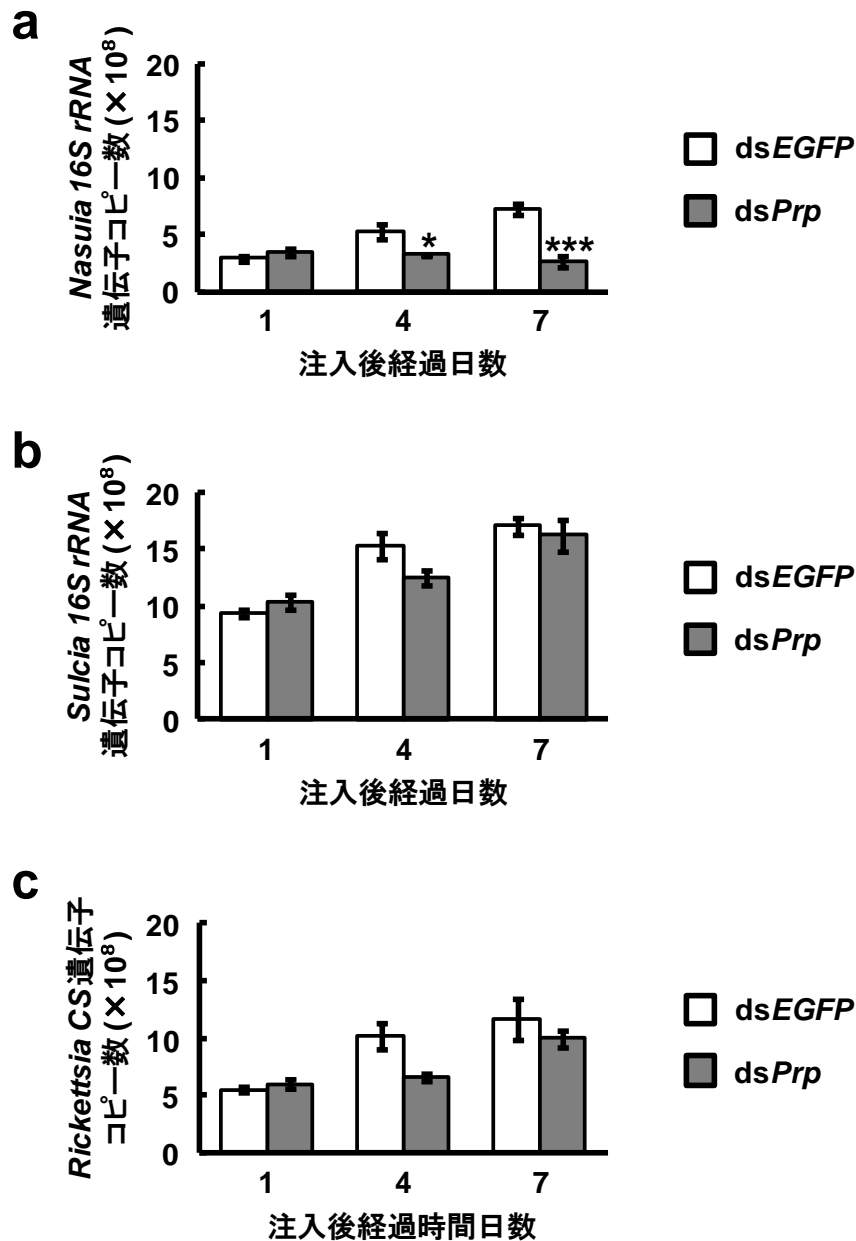 a
Nasuia 16S rRNA
遺伝子コピー数 (×10⁸)
20
15
10
5
0
*
***
1 4 7
注入後経過日数
dsEGFP
dsPrp
b
Sulcia 16S rRNA
遺伝子コピー数 (×10⁸)
20
15
10
5
0
1 4 7
注入後経過日数
dsEGFP
dsPrp
c
Rickettsia CS遺伝子
コピー数 (×10⁸)
20
15
10
5
0
1 4 7
注入後経過時間日数
dsEGFP
dsPrp